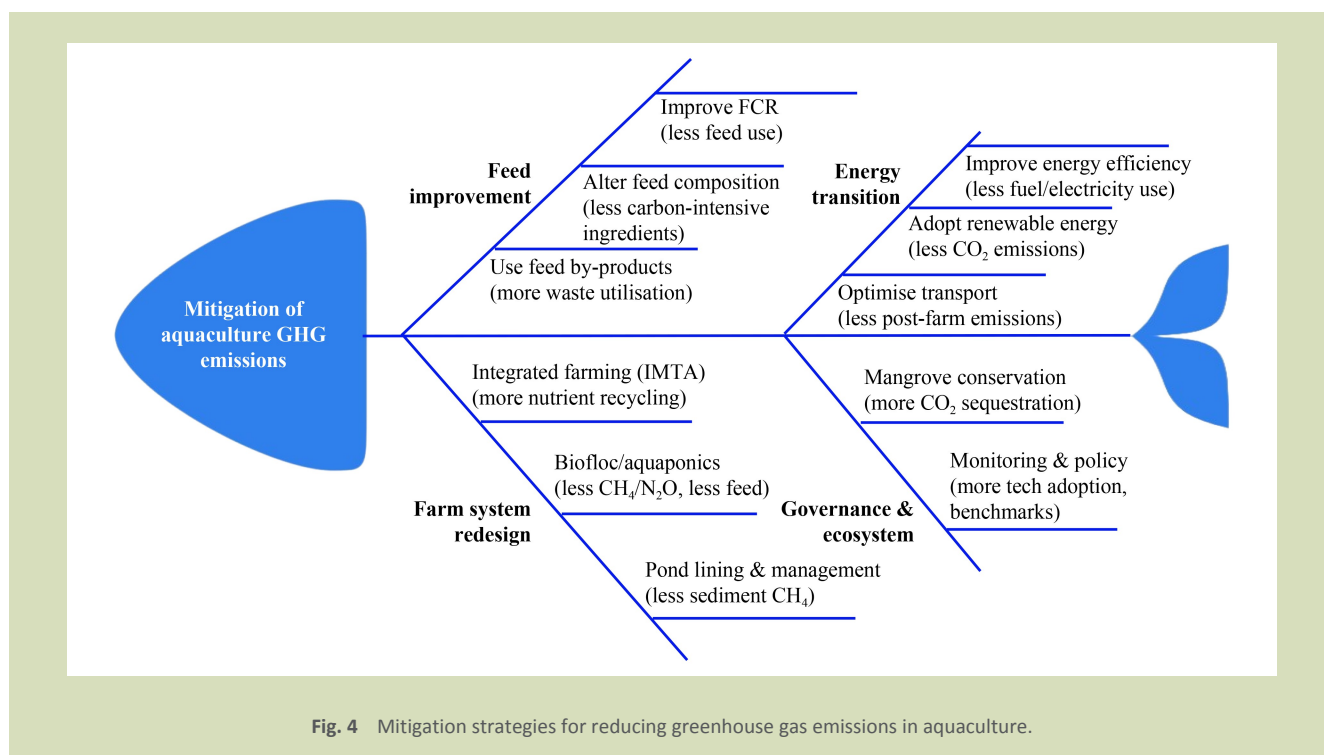 Mitigation of
aquaculture GHG
emissions
Feed
improvement
Improve FCR
(less feed use)
Alter feed composition
(less carbon-intensive
ingredients)
Use feed by-products
(more waste utilisation)
Energy
transition
Improve energy efficiency
(less fuel/electricity use)
Adopt renewable energy
(less CO₂ emissions)
Optimise transport
(less post-farm emissions)
Farm system
redesign
Integrated farming (IMTA)
(more nutrient recycling)
Biofloc/aquaponics
(less CH₄/N₂O, less feed)
Pond lining & management
(less sediment CH₄)
Governance &
ecosystem
Mangrove conservation
(more CO₂ sequestration)
Monitoring & policy
(more tech adoption,
benchmarks)
Fig. 4 Mitigation strategies for reducing greenhouse gas emissions in aquaculture.